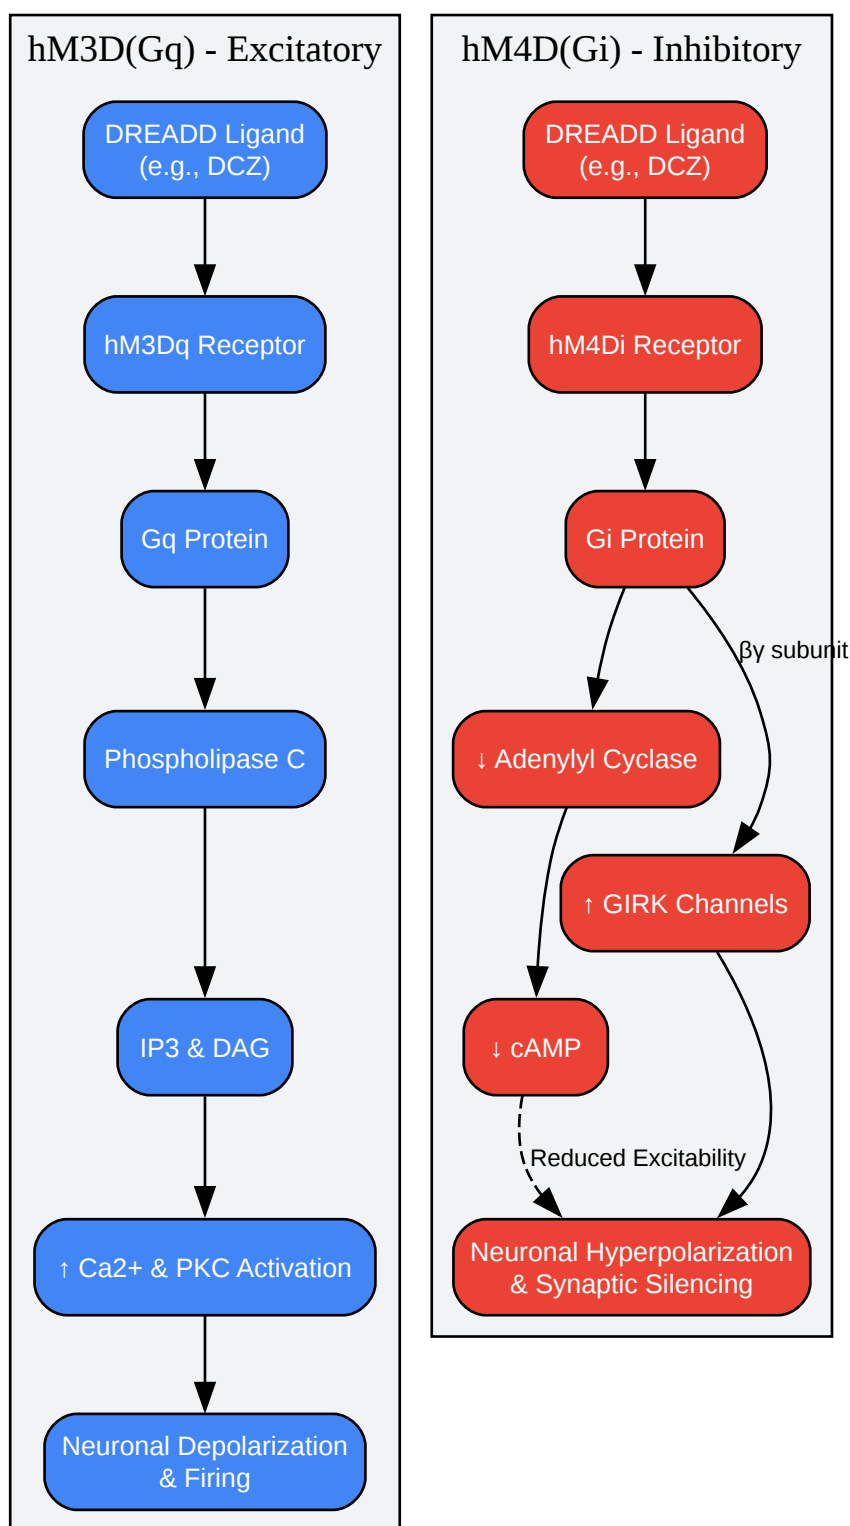 hM3D(Gq) - Excitatory
DREADD Ligand
(e.g., DCZ)
hM3Dq Receptor
Gq Protein
Phospholipase C
IP3 & DAG
↑ Ca2+ & PKC Activation
Neuronal Depolarization
& Firing
hM4D(Gi) - Inhibitory
DREADD Ligand
(e.g., DCZ)
hM4Di Receptor
Gi Protein
βγ subunit
↓ Adenylyl Cyclase
↑ GIRK Channels
↓ cAMP
Reduced Excitability
Neuronal Hyperpolarization
& Synaptic Silencing